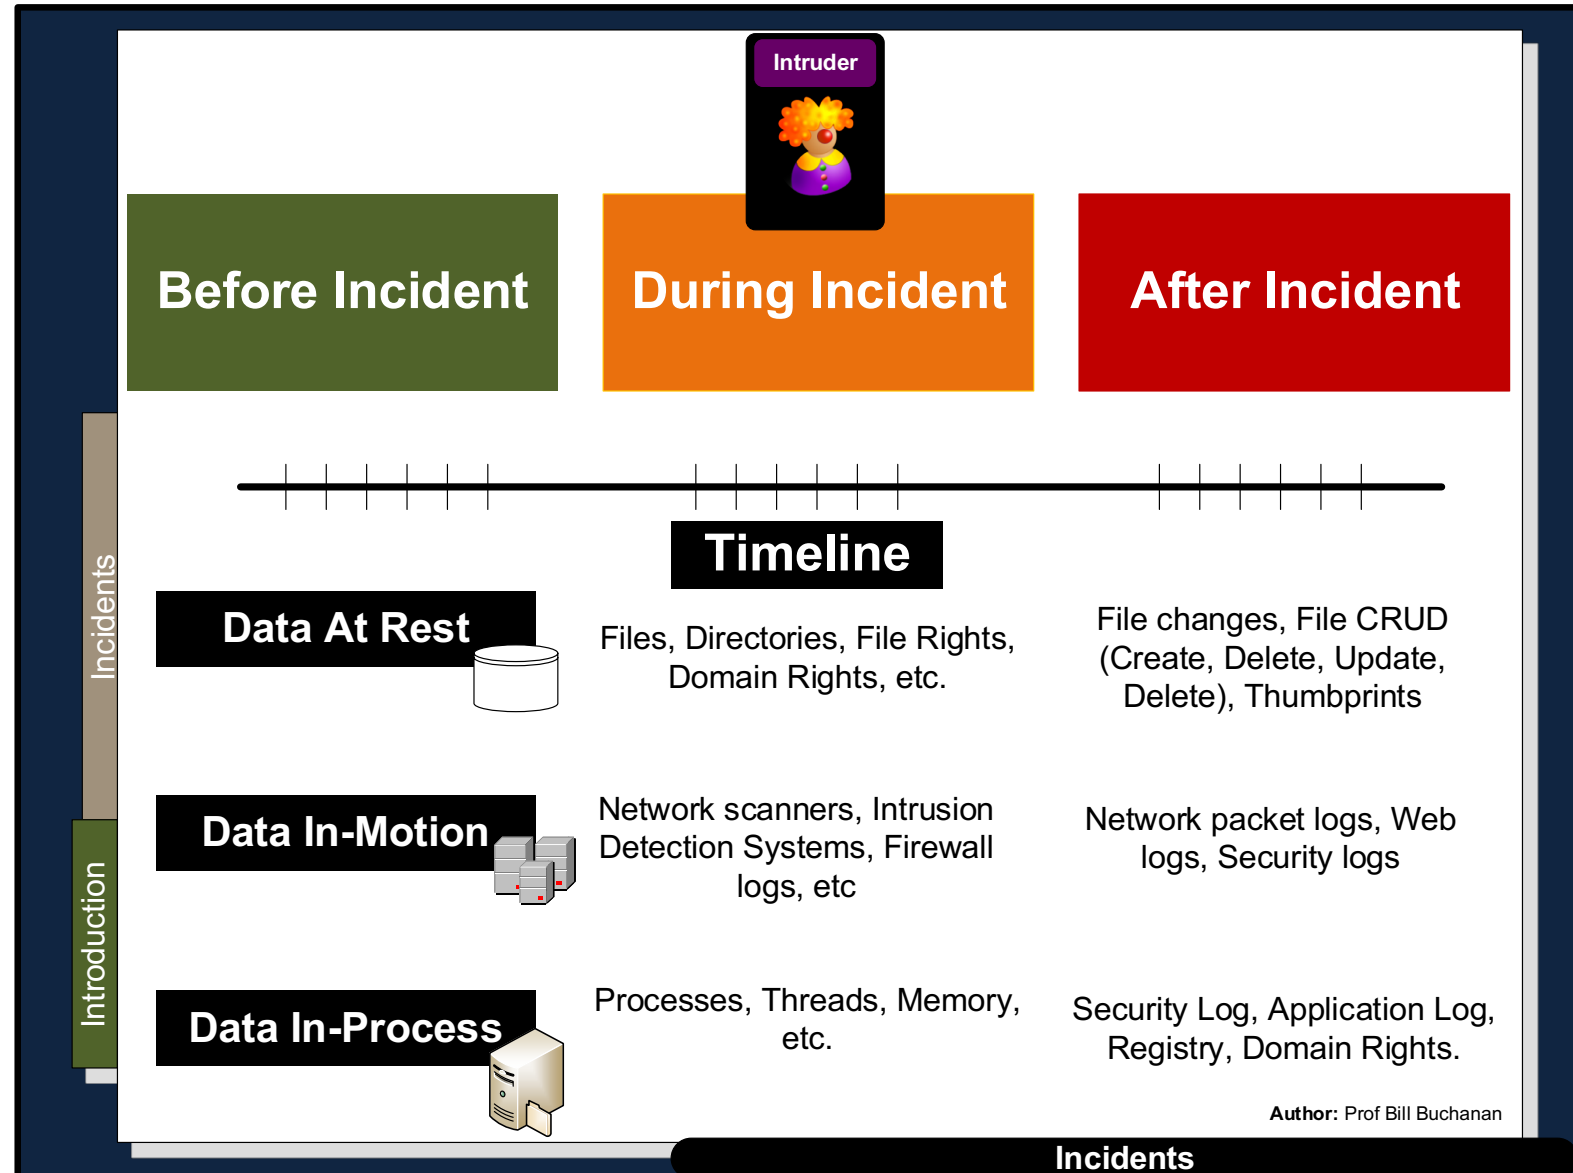 Intruder
Before Incident
During Incident
After Incident
Timeline
Data At Rest
Files, Directories, File Rights,
Domain Rights, etc.
File changes, File CRUD
(Create, Delete, Update,
Delete), Thumbprints
Data In-Motion
Network scanners, Intrusion
Detection Systems, Firewall
logs, etc
Network packet logs, Web
logs, Security logs
Data In-Process
Processes, Threads, Memory,
etc.
Security Log, Application Log,
Registry, Domain Rights.
Author: Prof Bill Buchanan
Incidents
Incidents
Introduction